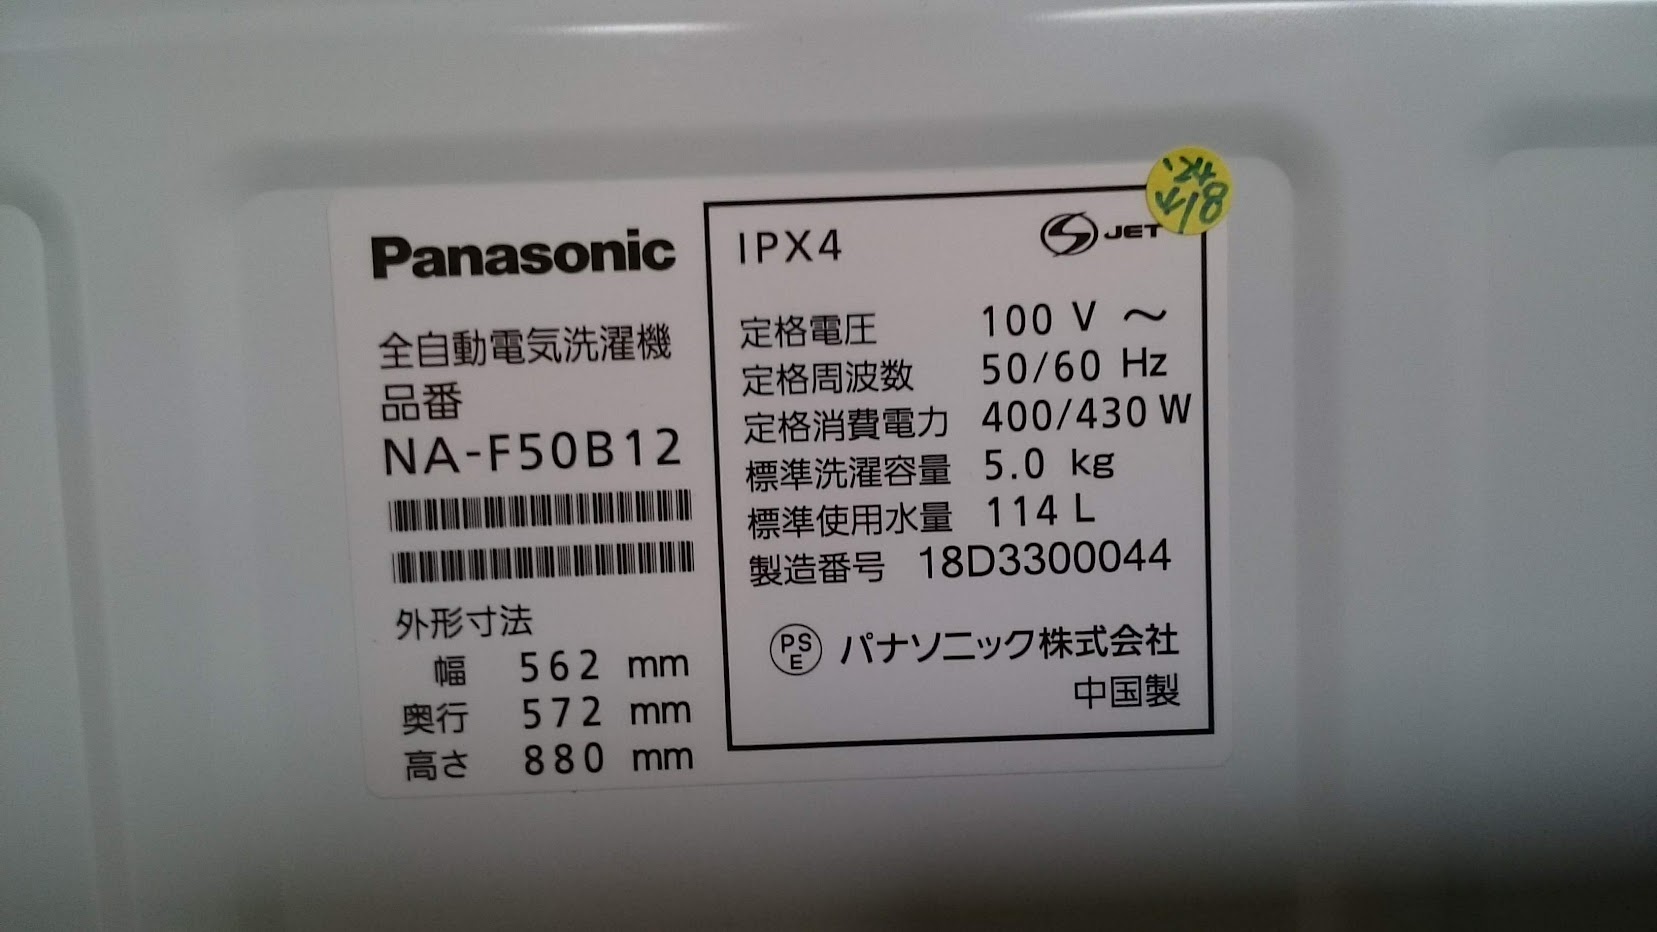 Panasonic
全自動電気洗濯機
品番
NA-F50B12
外形寸法
幅 562 mm
奥行 572 mm
高さ 880 mm
IPX4
JET
定格電圧 100 V ～
定格周波数 50/60 Hz
定格消費電力 400/430 W
標準洗濯容量 5.0 kg
標準使用水量 114 L
製造番号 18D3300044
PS
E
パナソニック株式会社
中国製